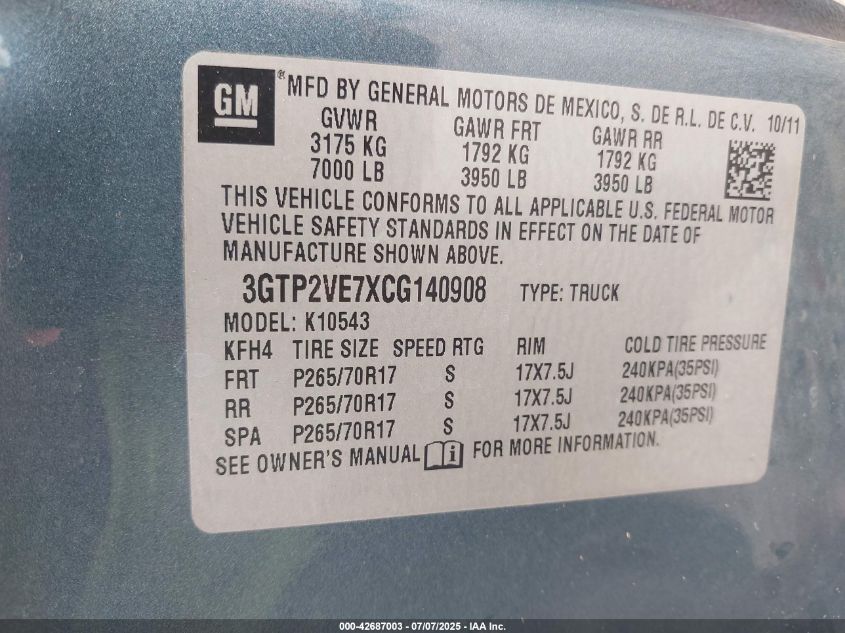 GM ® MFD BY GENERAL MOTORS DE MEXICO, S. DE R.L. DE C.V. 10/11
GVWR GAWR FRT GAWR RR
3175 KG 1792 KG 1792 KG
7000 LB 3950 LB 3950 LB
THIS VEHICLE CONFORMS TO ALL APPLICABLE U.S. FEDERAL MOTOR
VEHICLE SAFETY STANDARDS IN EFFECT ON THE DATE OF
MANUFACTURE SHOWN ABOVE.
3GTP2VE7XCG140908 TYPE: TRUCK
MODEL: K10543
KFH4 TIRE SIZE SPEED RTG RIM COLD TIRE PRESSURE
FRT P265/70R17 S 17X7.5J 240KPA(35PSI)
RR P265/70R17 S 17X7.5J 240KPA(35PSI)
SPA P265/70R17 S 17X7.5J 240KPA(35PSI)
SEE OWNER'S MANUAL i FOR MORE INFORMATION.
000-42687003 - 07/07/2025 - IAA Inc.